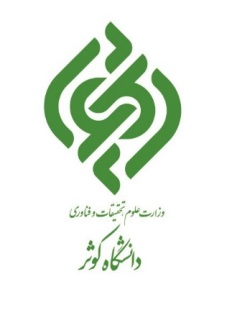 وزارت علوم تحقیقات و فناوری
دانشگاه کوثر